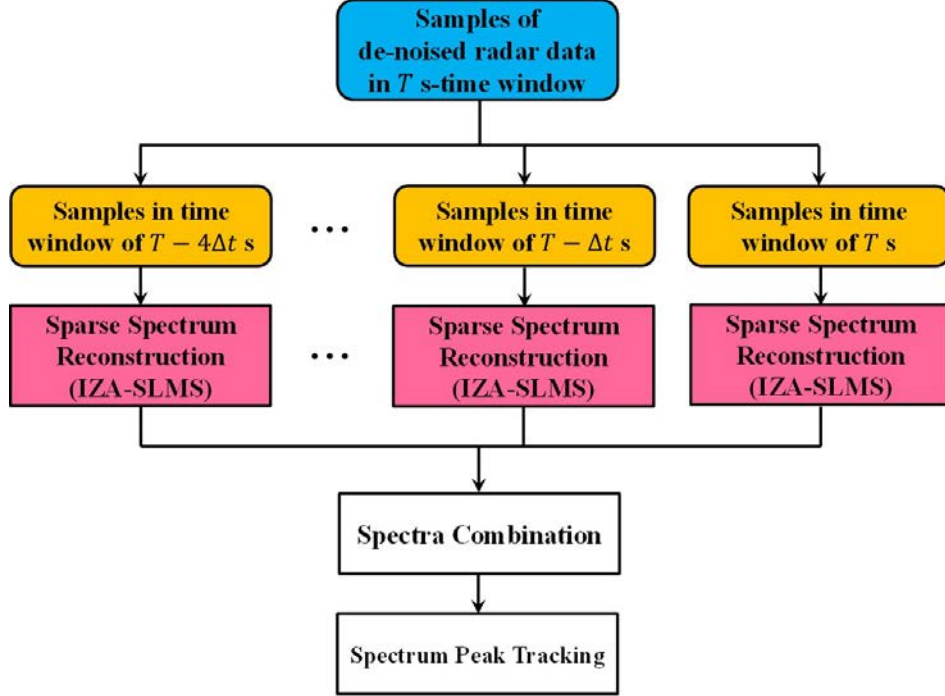 Samples of
de-noised radar data
in T s-time window
Samples in time
window of T − 4Δt s
...
Samples in time
window of T − Δt s
Samples in time
window of T s
Sparse Spectrum
Reconstruction
(IZA-SLMS)
...
Sparse Spectrum
Reconstruction
(IZA-SLMS)
Sparse Spectrum
Reconstruction
(IZA-SLMS)
Spectra Combination
Spectrum Peak Tracking